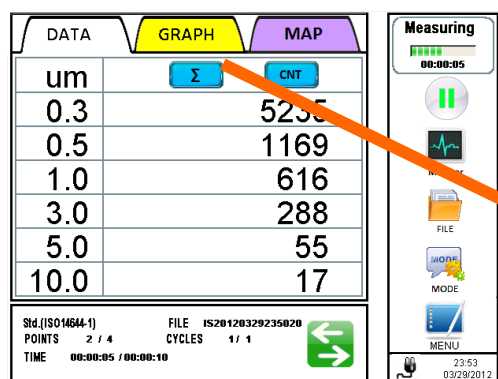 DATA GRAPH MAP
um Σ CNT
0.3 5235
0.5 1169
1.0 616
3.0 288
5.0 55
10.0 17
Std.(ISO14644-1) FILE IS20120329235020
POINTS 2 / 4 CYCLES 1 / 1
TIME 00:00:05 / 00:00:10
Measuring
00:00:05
FILE
MODE
MODE
MENU
23:53
03/29/2012